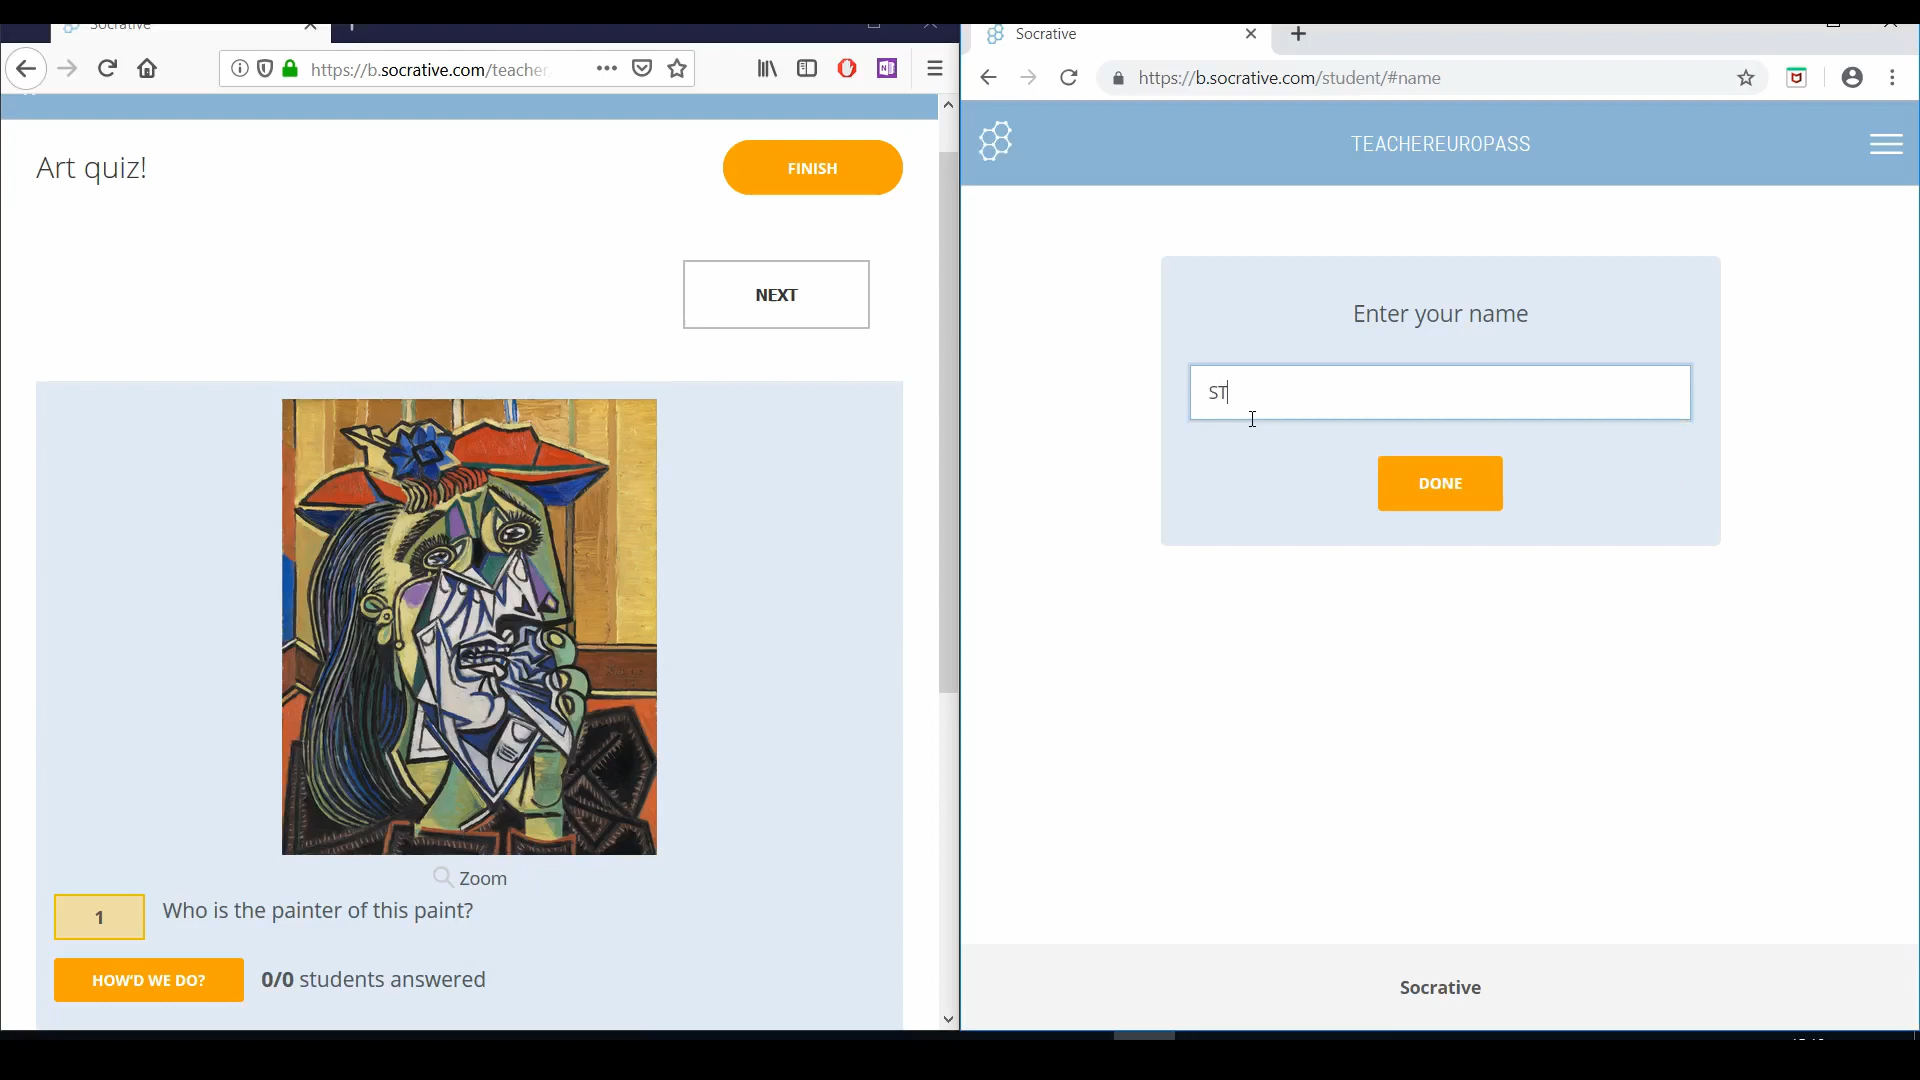 Socrative
https://b.socrative.com/teacher
Art quiz!
FINISH
NEXT
Zoom
1
Who is the painter of this paint?
HOW'D WE DO?
0/0 students answered
Socrative
https://b.socrative.com/student/#name
TEACHEREUROPASS
Enter your name
ST
DONE
Socrative